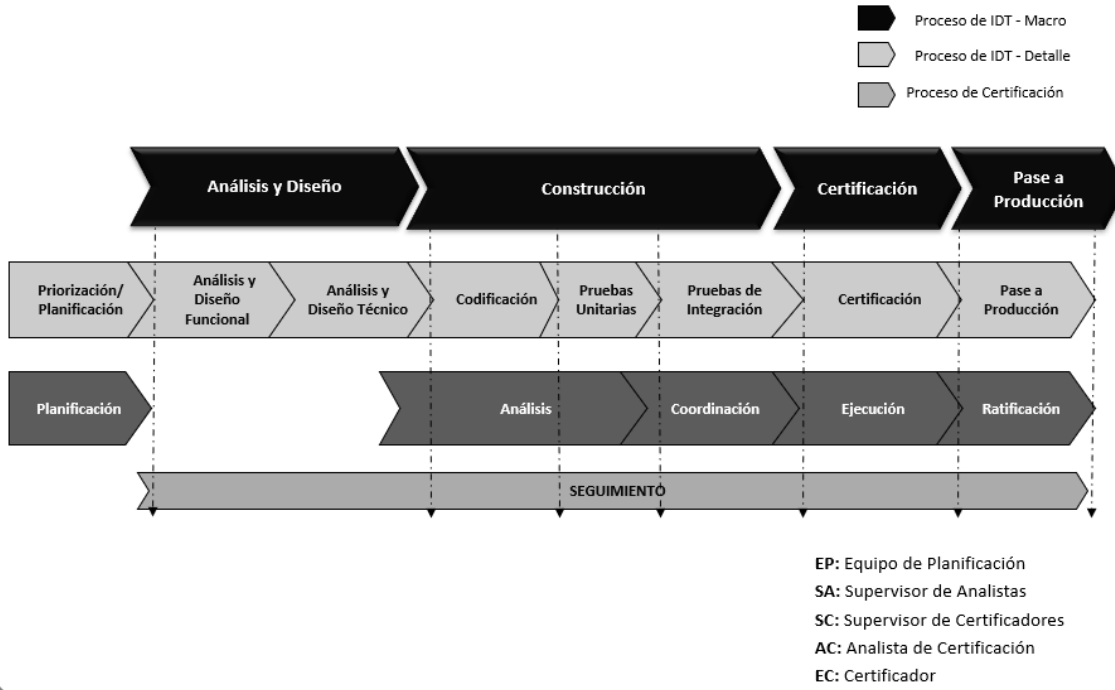 Proceso de IDT - Macro
Proceso de IDT - Detalle
Proceso de Certificación
Análisis y Diseño
Construcción
Certificación
Pase a
Producción
Priorización/
Planificación
Análisis y
Diseño
Funcional
Análisis y
Diseño Técnico
Codificación
Pruebas
Unitarias
Pruebas de
Integración
Certificación
Pase a
Producción
Planificación
Análisis
Coordinación
Ejecución
Ratificación
SEGUIMIENTO
EP: Equipo de Planificación
SA: Supervisor de Analistas
SC: Supervisor de Certificadores
AC: Analista de Certificación
EC: Certificador